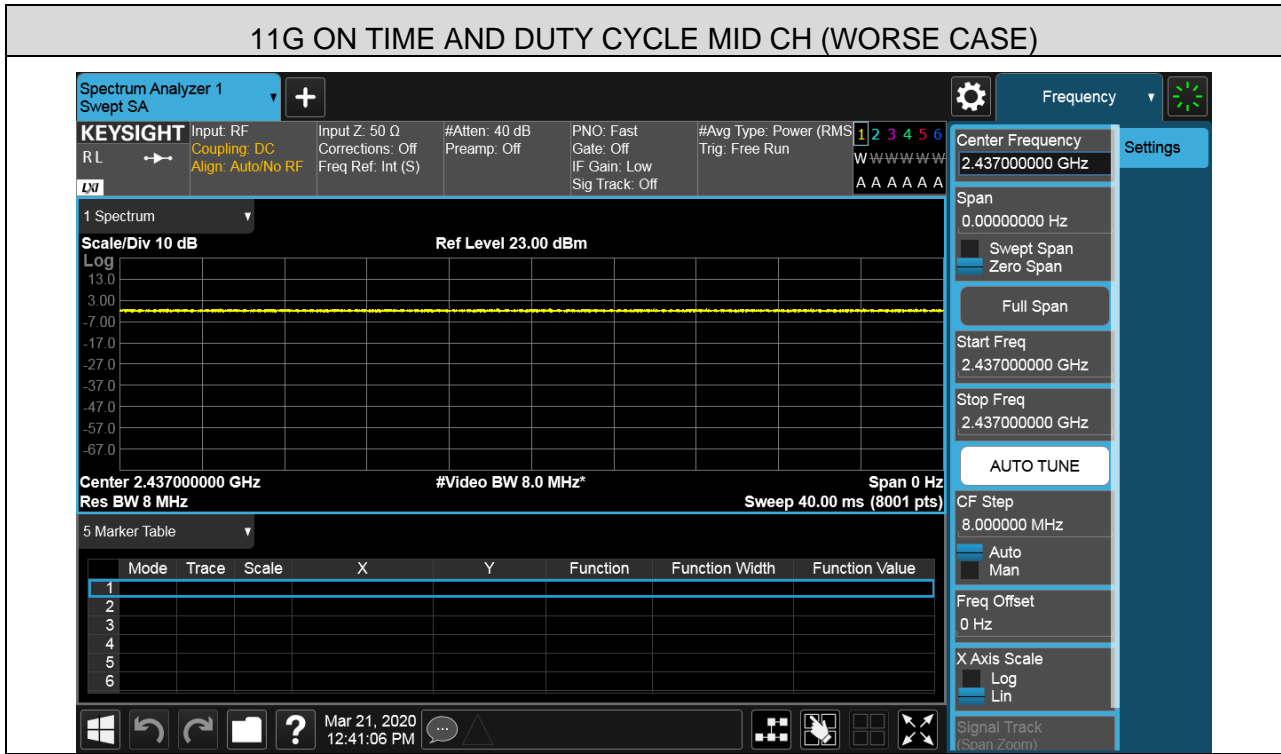 11G ON TIME AND DUTY CYCLE MID CH (WORSE CASE)
Spectrum Analyzer 1
Swept SA
+
Frequency
KEYSIGHT
RL
LXI
Input: RF
Coupling: DC
Align: Auto/No RF
Input Z: 50 Ω
Corrections: Off
Freq Ref: Int (S)
#Atten: 40 dB
Preamp: Off
PNO: Fast
Gate: Off
IF Gain: Low
Sig Track: Off
#Avg Type: Power (RMS
Trig: Free Run
1 2 3 4 5 6
W W W W W W
A A A A A A
Center Frequency
2.437000000 GHz
Settings
Span
0.00000000 Hz
Swept Span
Zero Span
Full Span
Start Freq
2.437000000 GHz
Stop Freq
2.437000000 GHz
AUTO TUNE
CF Step
8.000000 MHz
Auto
Man
Freq Offset
0 Hz
X Axis Scale
Log
Lin
Signal Track
(Span Zoom)
1 Spectrum
Scale/Div 10 dB
Ref Level 23.00 dBm
Log
13.0
3.00
-7.00
-17.0
-27.0
-37.0
-47.0
-57.0
-67.0
Center 2.437000000 GHz
#Video BW 8.0 MHz*
Span 0 Hz
Res BW 8 MHz
Sweep 40.00 ms (8001 pts)
5 Marker Table
Mode Trace Scale X Y Function Function Width Function Value
1
2
3
4
5
6
?
Mar 21, 2020
12:41:06 PM